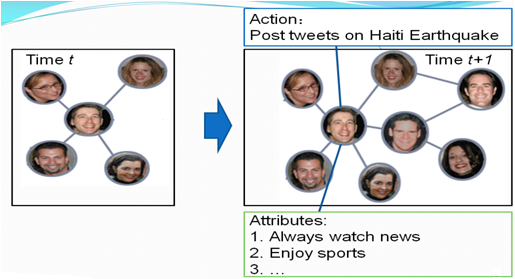 Action:
Post tweets on Haiti Earthquake
Time t
Time t+1
Attributes:
1. Always watch news
2. Enjoy sports
3. ...